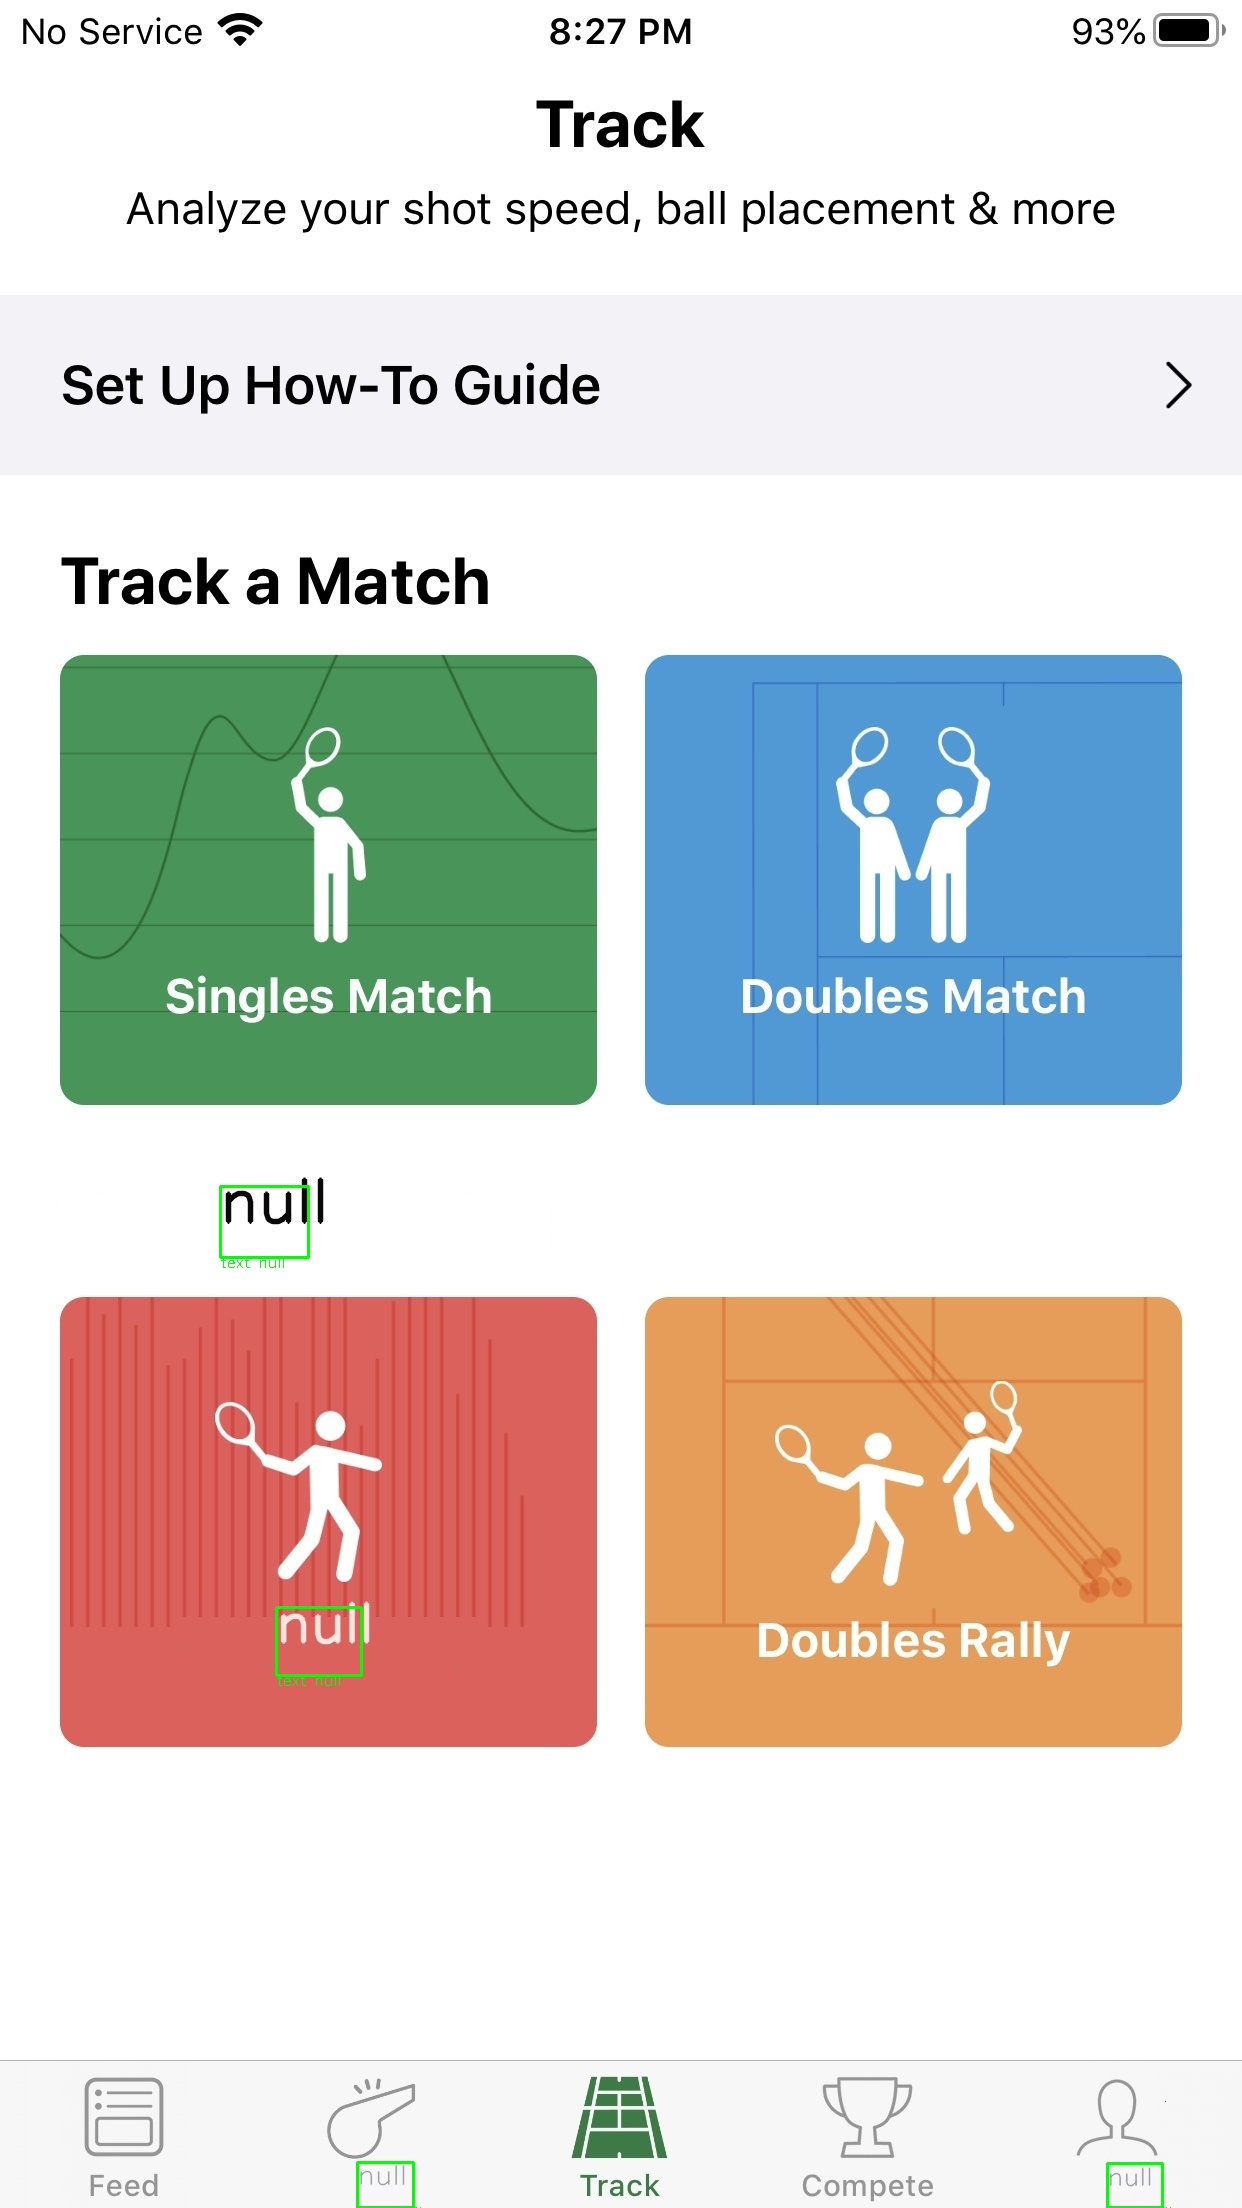 No Service 8:27 PM 93%
Track
Analyze your shot speed, ball placement & more
Set Up How-To Guide
Track a Match
Singles Match Doubles Match
null
text null
null Doubles Rally
text null
null null
Feed Track Compete